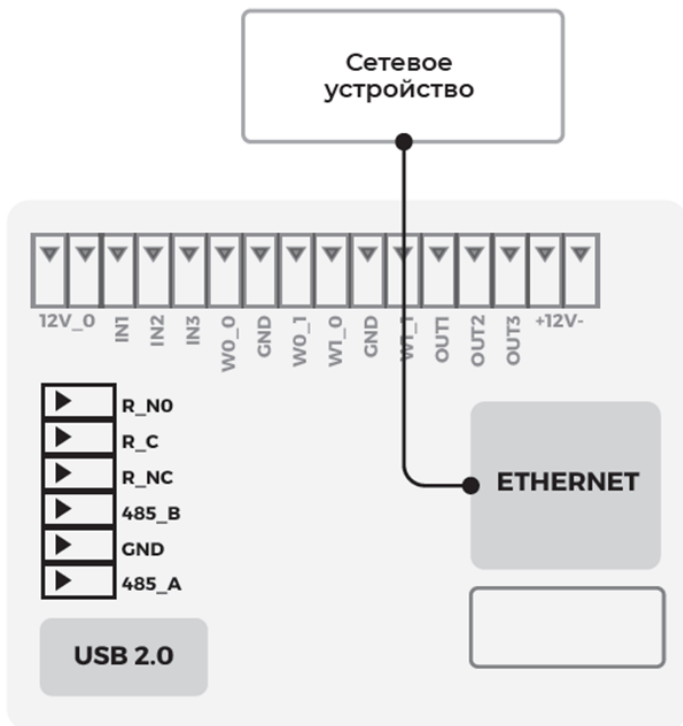 Сетевое
устройство
12V_0
IN1
IN2
IN3
W0_0
GND
W0_1
W1_0
GND
W1_1
OUT1
OUT2
OUT3
+12V-
R_N0
R_C
R_NC
485_B
GND
485_A
ETHERNET
USB 2.0